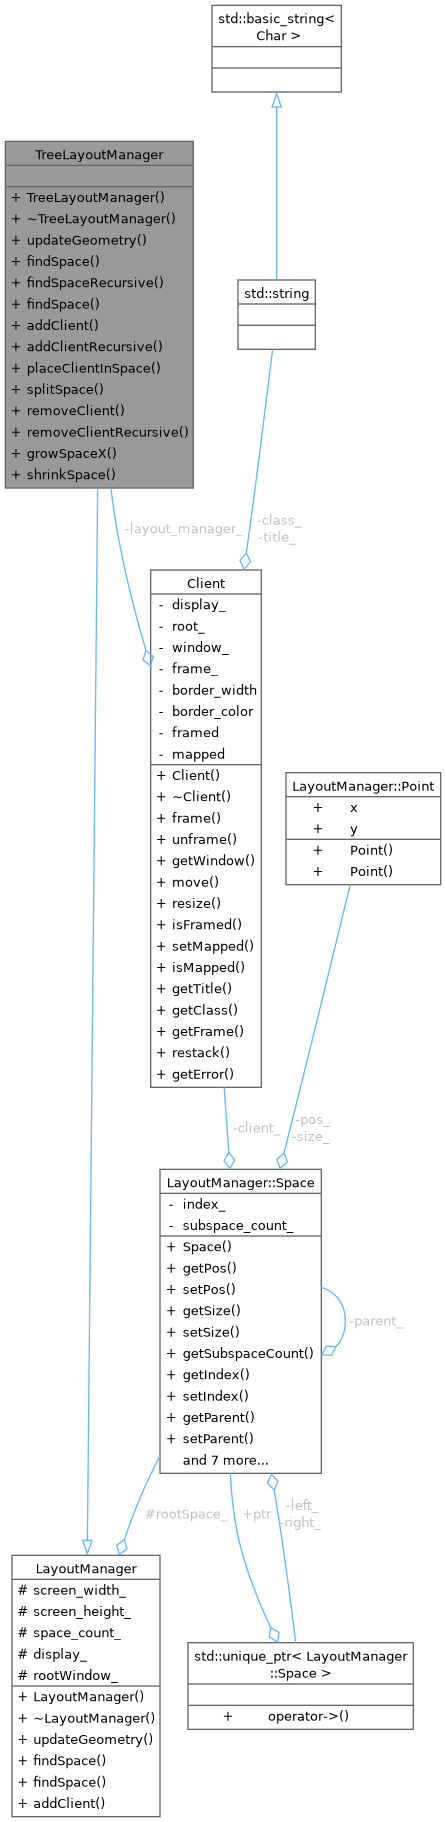 std::basic_string<
Char >
TreeLayoutManager
+ TreeLayoutManager()
+ ~TreeLayoutManager()
+ updateGeometry()
+ findSpace()
+ findSpaceRecursive()
+ findSpace()
+ addClient()
+ addClientRecursive()
+ placeClientInSpace()
+ splitSpace()
+ removeClient()
+ removeClientRecursive()
+ growSpaceX()
+ shrinkSpace()
std::string
-layout_manager_
-class_
-title_
Client
- display_
- root_
- window_
- frame_
- border_width
- border_color
- framed
- mapped
+ Client()
+ ~Client()
+ frame()
+ unframe()
+ getWindow()
+ move()
+ resize()
+ isFramed()
+ setMapped()
+ isMapped()
+ getTitle()
+ getClass()
+ getFrame()
+ restack()
+ getError()
LayoutManager::Point
+ x
+ y
+ Point()
+ Point()
-client_
-pos_
-size_
LayoutManager::Space
- index_
- subspace_count_
+ Space()
+ getPos()
+ setPos()
+ getSize()
+ setSize()
+ getSubspaceCount()
+ getIndex()
+ setIndex()
+ getParent()
+ setParent()
and 7 more...
-parent_
#rootSpace_
+ptr
-left_
-right_
LayoutManager
# screen_width_
# screen_height_
# space_count_
# display_
# rootWindow_
+ LayoutManager()
+ ~LayoutManager()
+ updateGeometry()
+ findSpace()
+ findSpace()
+ addClient()
std::unique_ptr< LayoutManager
::Space >
+ operator->()